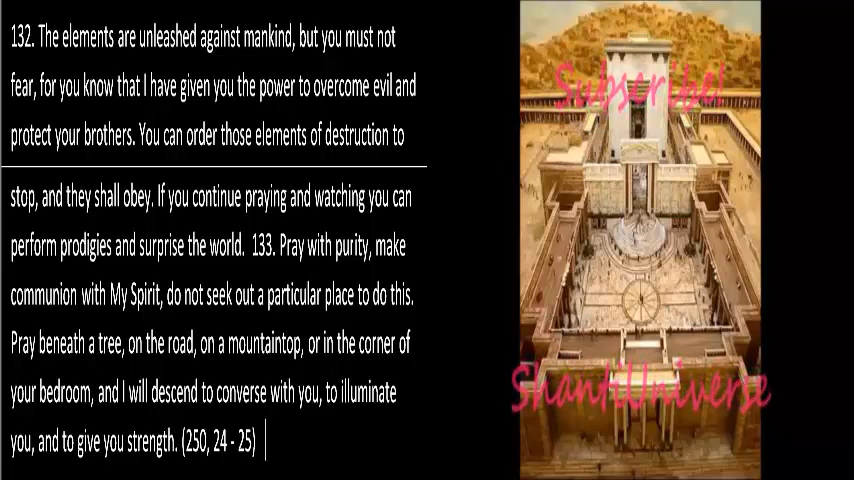 132. The elements are unleashed against mankind, but you must not
fear, for you know that I have given you the power to overcome evil and
protect your brothers. You can order those elements of destruction to
stop, and they shall obey. If you continue praying and watching you can
perform prodigies and surprise the world.  133. Pray with purity, make
communion with My Spirit, do not seek out a particular place to do this.
Pray beneath a tree, on the road, on a mountaintop, or in the corner of
your bedroom, and I will descend to converse with you, to illuminate
you, and to give you strength. (250, 24 - 25)
Subscribe!
ShantiUniverse